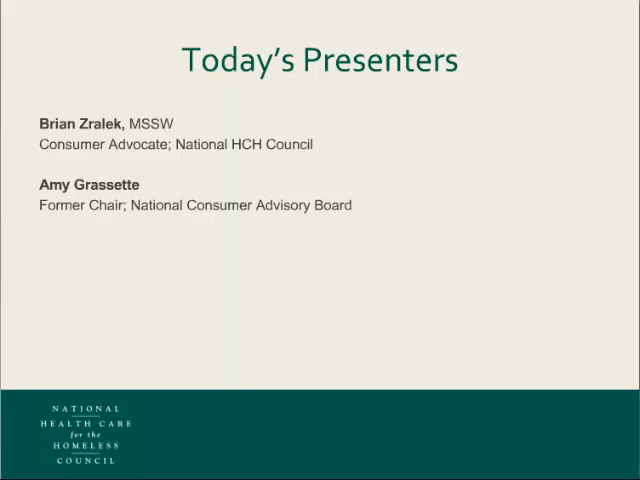 Today's Presenters
Brian Zralek, MSSW
Consumer Advocate; National HCH Council
Amy Grassette
Former Chair; National Consumer Advisory Board
NATIONAL
HEALTH CARE
for the
HOMELESS
COUNCIL